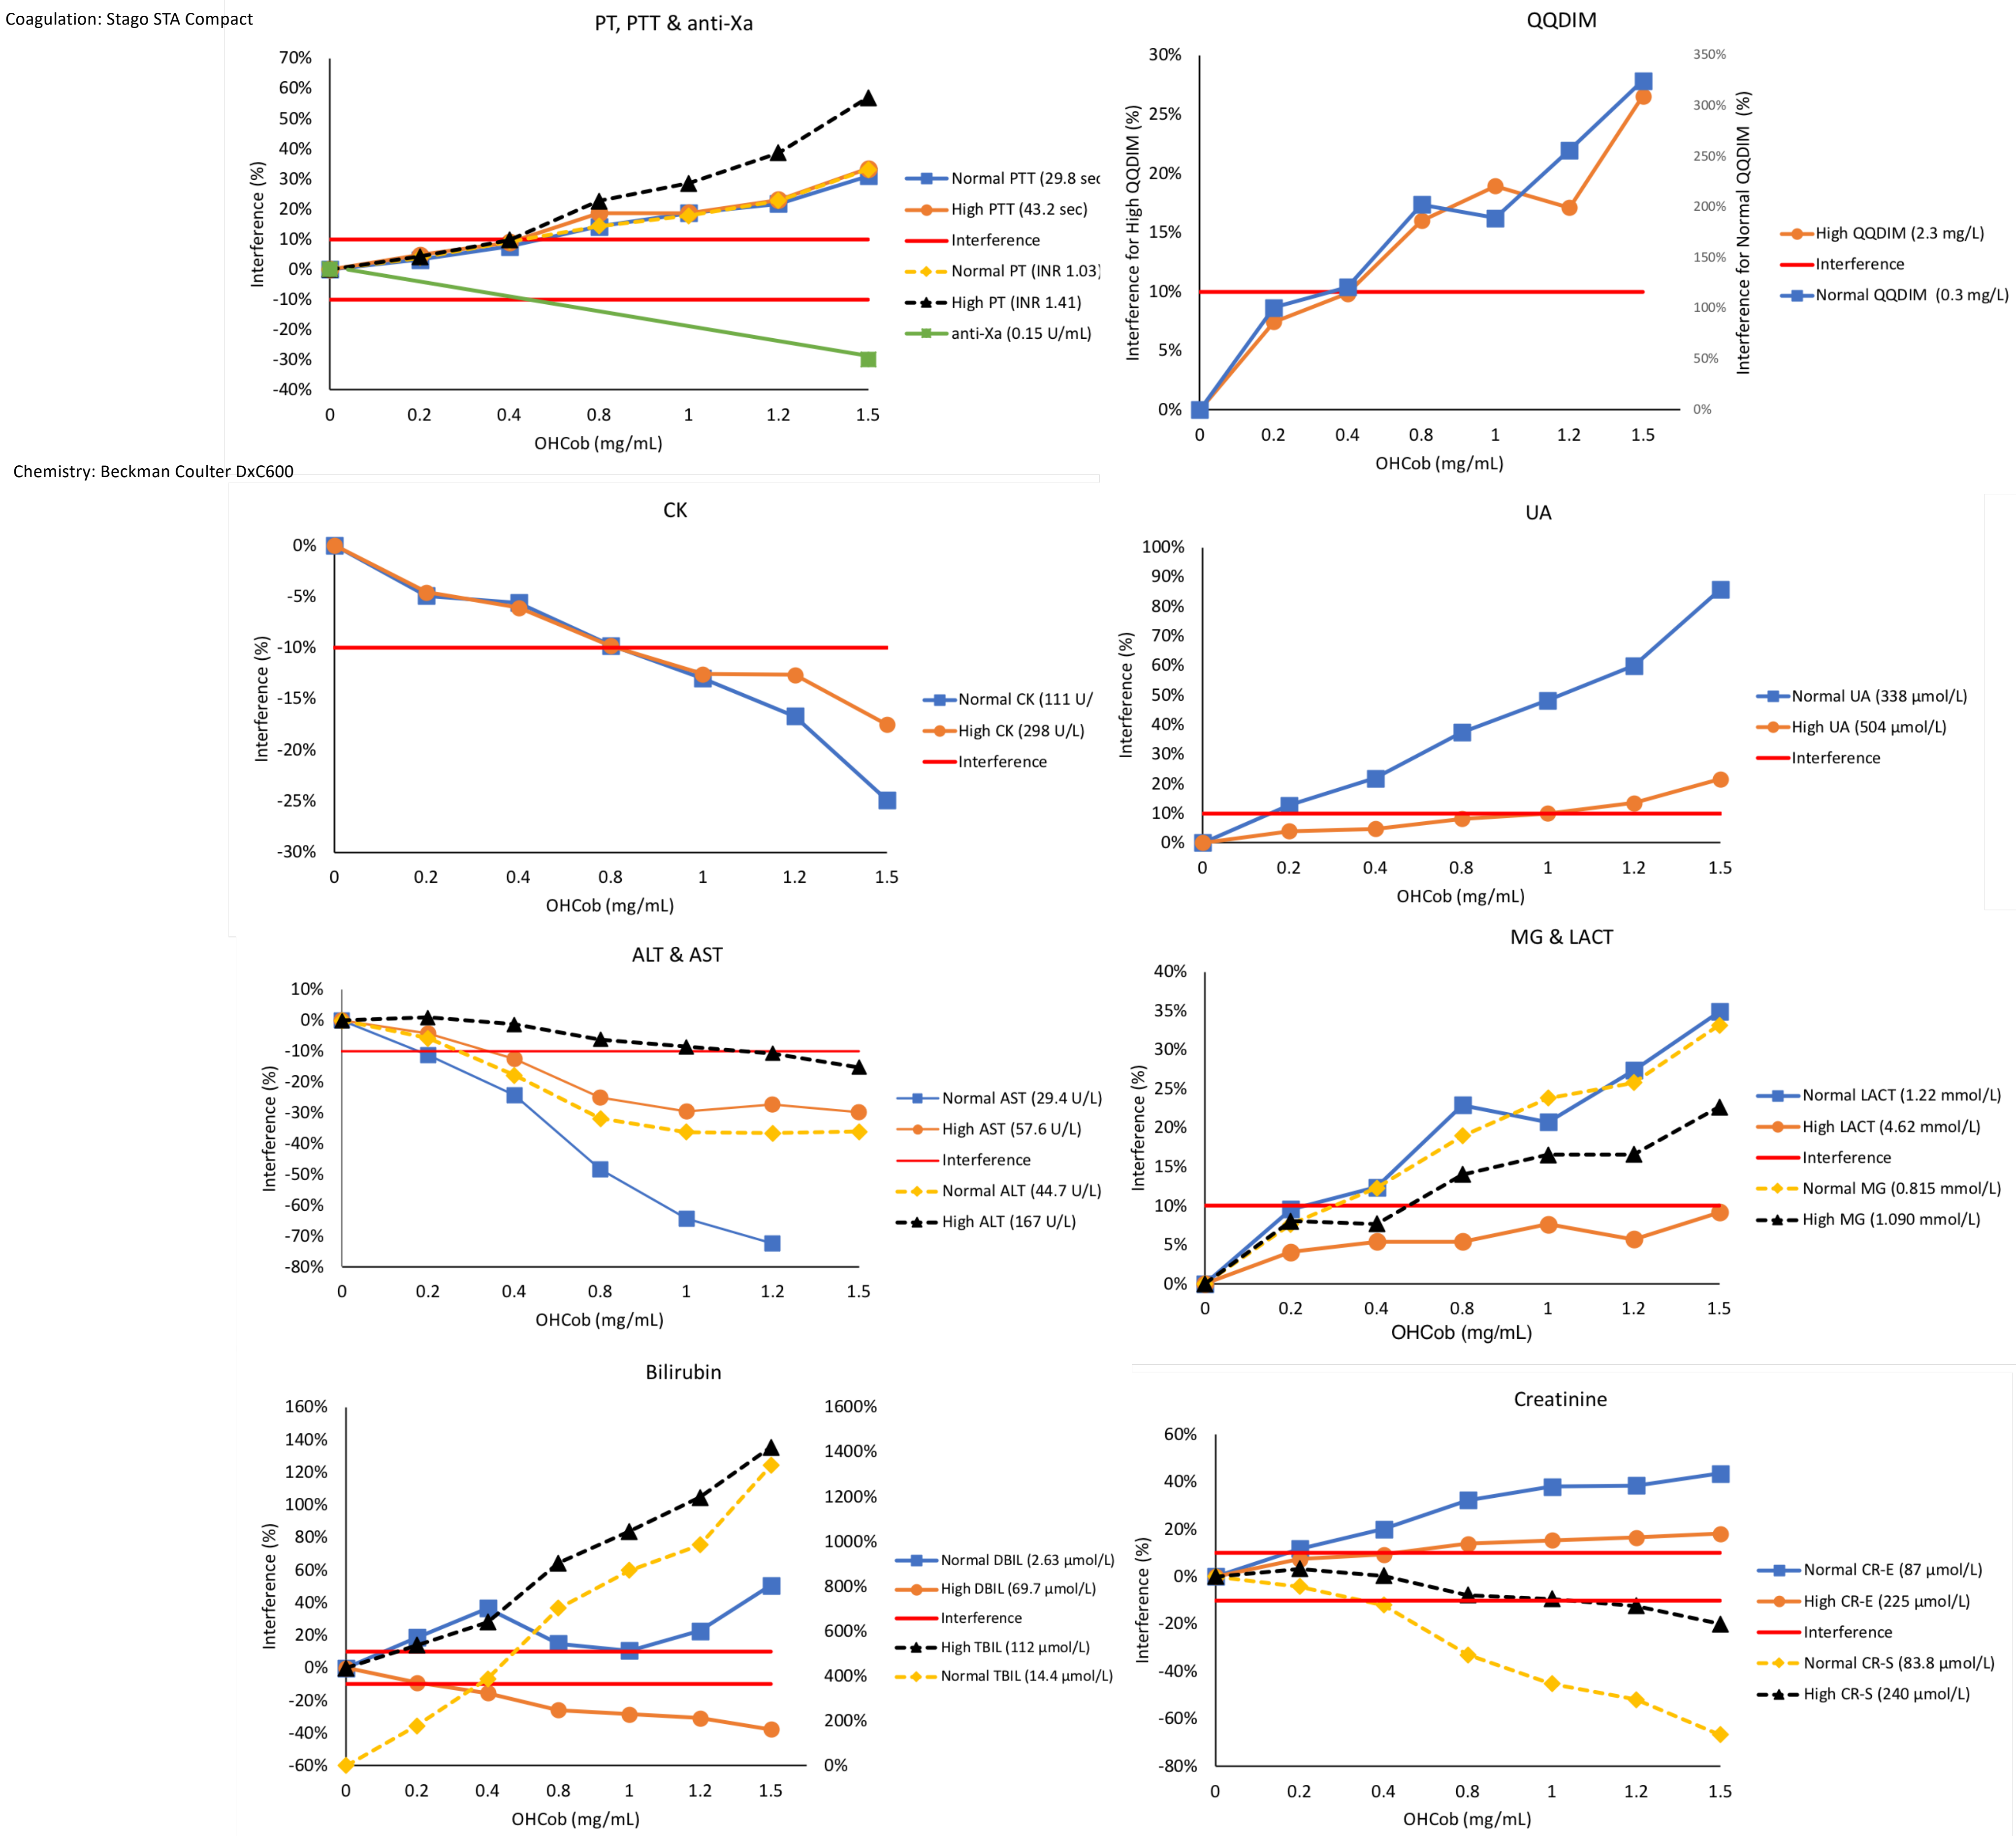 Coagulation: Stago STA Compact
PT, PTT & anti-Xa
70%
60%
50%
40%
30%
20%
10%
0%
-10%
-20%
-30%
-40%
Interference (%)
0 0.2 0.4 0.8 1 1.2 1.5
OHCob (mg/mL)
Normal PTT (29.8 sec
High PTT (43.2 sec)
Interference
Normal PT (INR 1.03)
High PT (INR 1.41)
anti-Xa (0.15 U/mL)
QQDIM
30%
25%
20%
15%
10%
5%
0%
Interference for High QQDIM (%)
350%
300%
250%
200%
150%
100%
50%
0%
Interference for Normal QQDIM (%)
0 0.2 0.4 0.8 1 1.2 1.5
OHCob (mg/mL)
High QQDIM (2.3 mg/L)
Interference
Normal QQDIM (0.3 mg/L)
Chemistry: Beckman Coulter DxC600
CK
0%
-5%
-10%
-15%
-20%
-25%
-30%
Interference (%)
0 0.2 0.4 0.8 1 1.2 1.5
OHCob (mg/mL)
Normal CK (111 U/
High CK (298 U/L)
Interference
UA
100%
90%
80%
70%
60%
50%
40%
30%
20%
10%
0%
Interference (%)
0 0.2 0.4 0.8 1 1.2 1.5
OHCob (mg/mL)
Normal UA (338 µmol/L)
High UA (504 µmol/L)
Interference
ALT & AST
10%
0%
-10%
-20%
-30%
-40%
-50%
-60%
-70%
-80%
Interference (%)
0 0.2 0.4 0.8 1 1.2 1.5
OHCob (mg/mL)
Normal AST (29.4 U/L)
High AST (57.6 U/L)
Interference
Normal ALT (44.7 U/L)
High ALT (167 U/L)
MG & LACT
40%
35%
30%
25%
20%
15%
10%
5%
0%
Interference (%)
0 0.2 0.4 0.8 1 1.2 1.5
OHCob (mg/mL)
Normal LACT (1.22 mmol/L)
High LACT (4.62 mmol/L)
Interference
Normal MG (0.815 mmol/L)
High MG (1.090 mmol/L)
Bilirubin
160%
140%
120%
100%
80%
60%
40%
20%
0%
-20%
-40%
-60%
Interference (%)
1600%
1400%
1200%
1000%
800%
600%
400%
200%
0%
0 0.2 0.4 0.8 1 1.2 1.5
OHCob (mg/mL)
Normal DBIL (2.63 µmol/L)
High DBIL (69.7 µmol/L)
Interference
High TBIL (112 µmol/L)
Normal TBIL (14.4 µmol/L)
Creatinine
60%
40%
20%
0%
-20%
-40%
-60%
-80%
Interference (%)
0 0.2 0.4 0.8 1 1.2 1.5
OHCob (mg/mL)
Normal CR-E (87 µmol/L)
High CR-E (225 µmol/L)
Interference
Normal CR-S (83.8 µmol/L)
High CR-S (240 µmol/L)